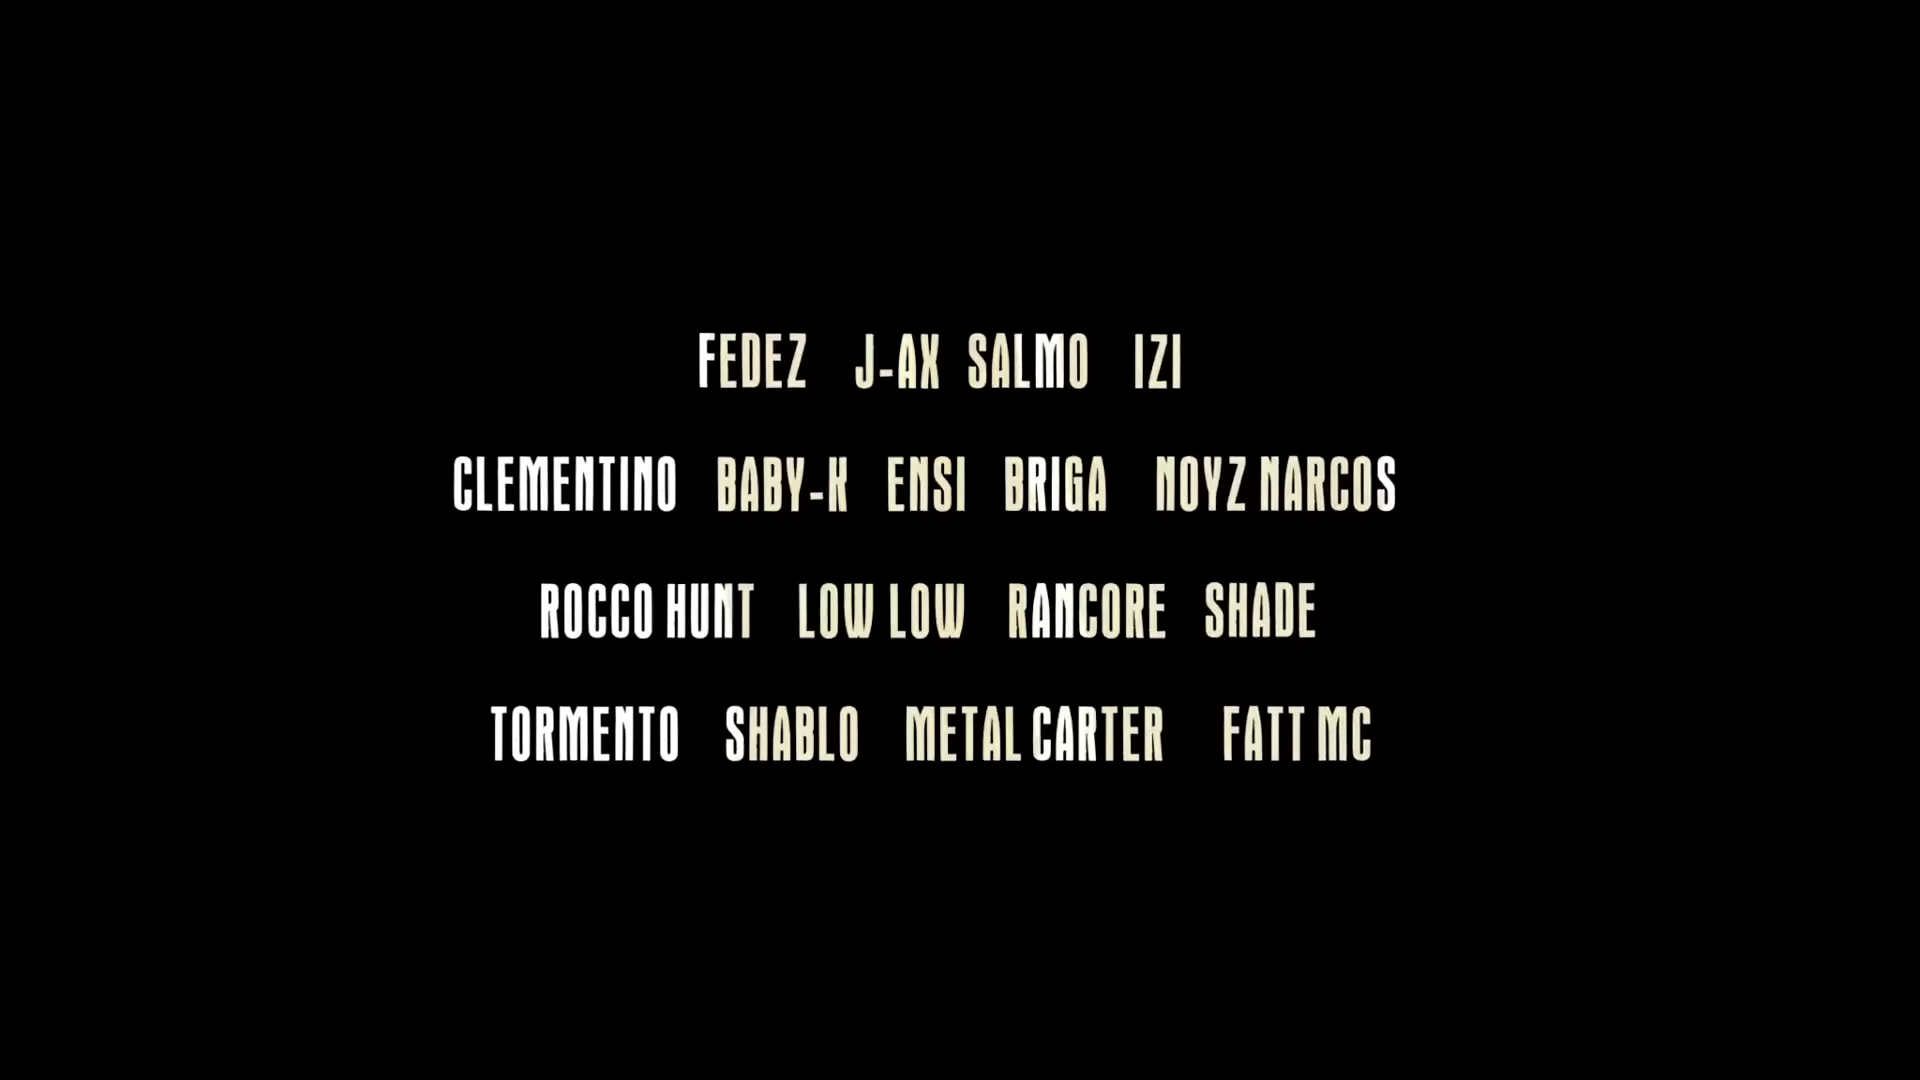 FEDEZ J-AX SALMO IZI
CLEMENTINO BABY-K ENSI BRIGA NOYZ NARCOS
ROCCO HUNT LOW LOW RANCORE SHADE
TORMENTO SHABLO METAL CARTER FATT MC